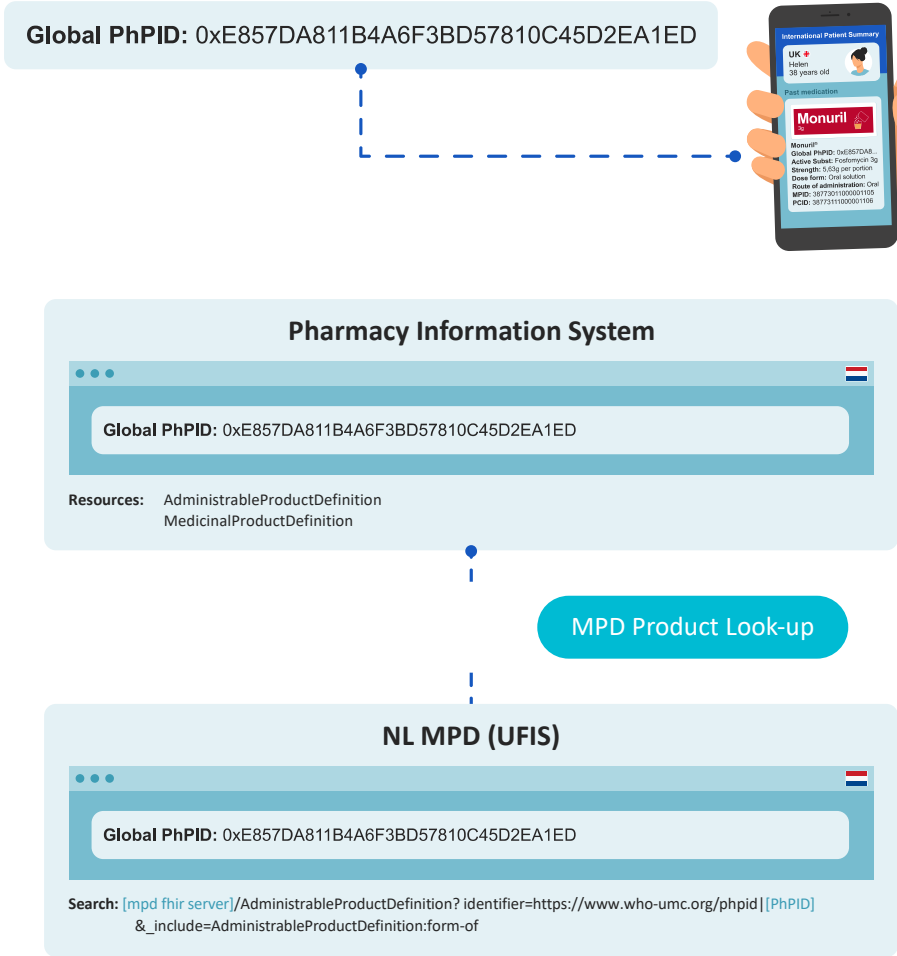 Global PhPID: 0xE857DA811B4A6F3BD57810C45D2EA1ED
International Patient Summary
UK
Helen
38 years old
Past medication
Monuril
3g
Monuril®
Global PhPID: 0xE857DA8...
Active Subst: Fosfomycin 3g
Strength: 5,63g per portion
Dose form: Oral solution
Route of administration: Oral
MPID: 38773011000001105
PCID: 38773111000001106
Pharmacy Information System
Global PhPID: 0xE857DA811B4A6F3BD57810C45D2EA1ED
Resources: AdministrableProductDefinition
MedicinalProductDefinition
MPD Product Look-up
NL MPD (UFIS)
Global PhPID: 0xE857DA811B4A6F3BD57810C45D2EA1ED
Search: [mpd fhir server]/AdministrableProductDefinition? identifier=https://www.who-umc.org/phpid|[PhPID]
&_include=AdministrableProductDefinition:form-of